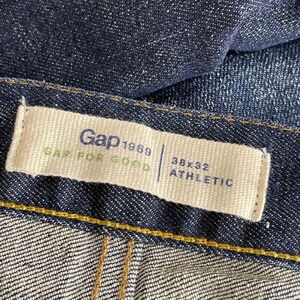 Gap 1969
GAP FOR GOOD
38x32
ATHLETIC